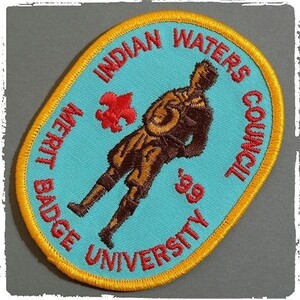 INDIAN WATERS COUNCIL
MERIT BADGE UNIVERSITY
'99